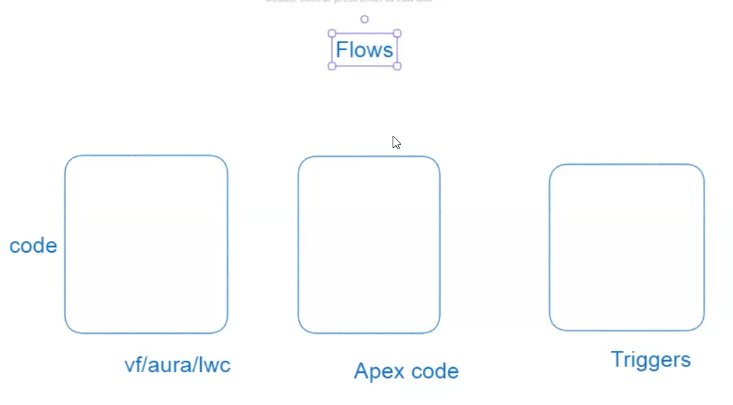 Flows
code
vf/aura/lwc
Apex code
Triggers